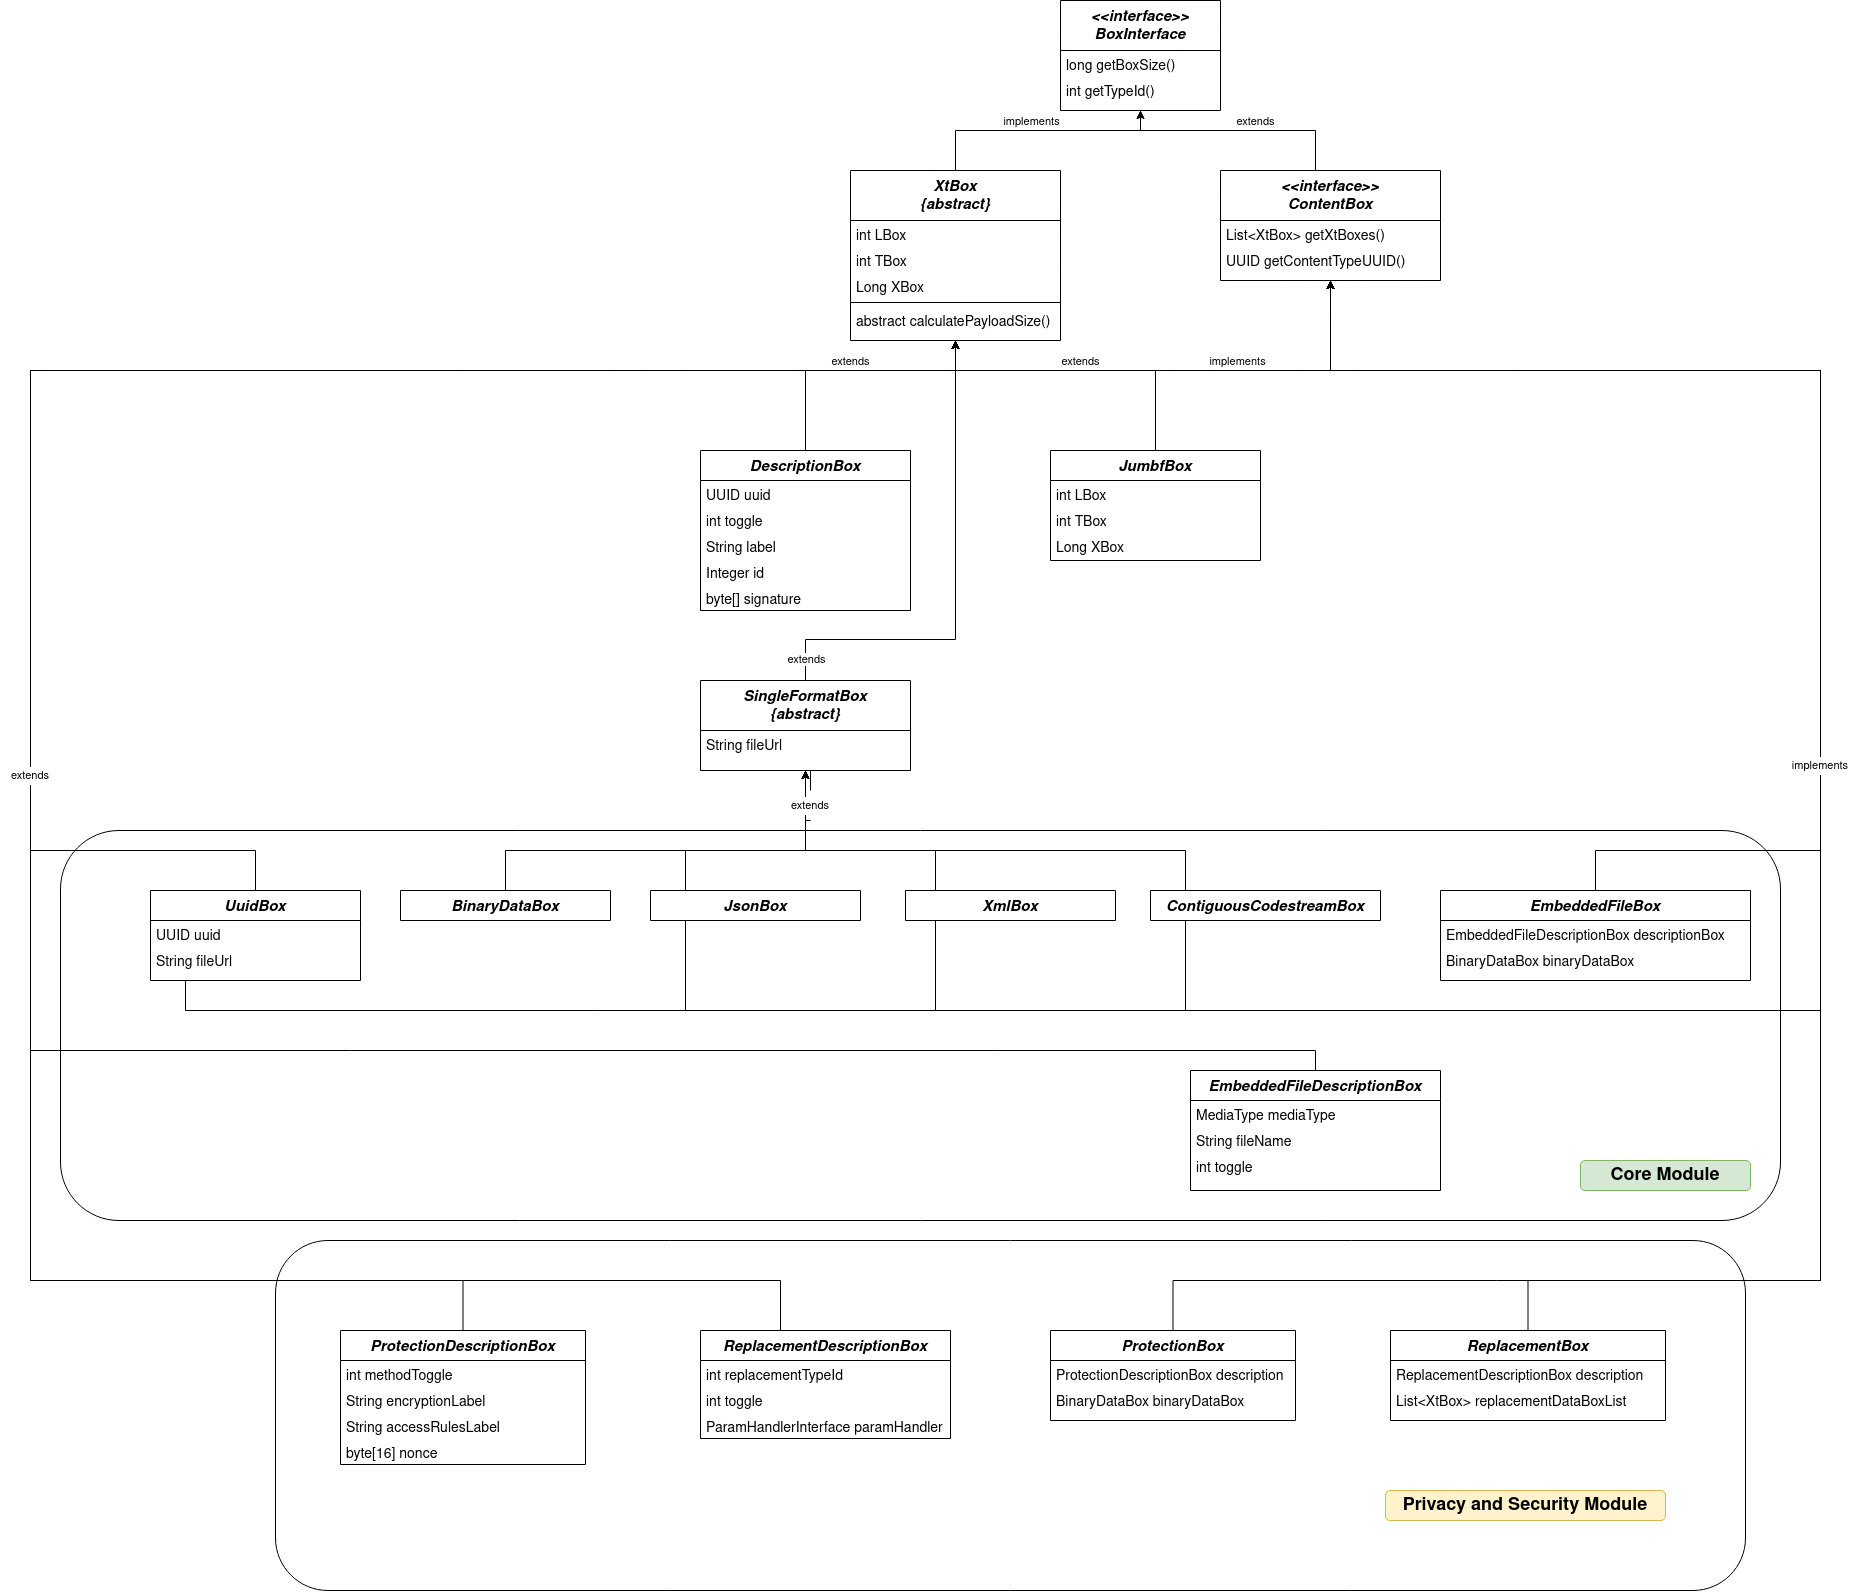 <<interface>>
BoxInterface
long getBoxSize()
int getTypeId()
implements
extends
XtBox
{abstract}
int LBox
int TBox
Long XBox
abstract calculatePayloadSize()
<<interface>>
ContentBox
List<XtBox> getXtBoxes()
UUID getContentTypeUUID()
extends
extends
implements
DescriptionBox
UUID uuid
int toggle
String label
Integer id
byte[] signature
JumbfBox
int LBox
int TBox
Long XBox
extends
SingleFormatBox
{abstract}
String fileUrl
extends
implements
extends
UuidBox
UUID uuid
String fileUrl
BinaryDataBox
JsonBox
XmlBox
ContiguousCodestreamBox
EmbeddedFileBox
EmbeddedFileDescriptionBox descriptionBox
BinaryDataBox binaryDataBox
EmbeddedFileDescriptionBox
MediaType mediaType
String fileName
int toggle
Core Module
ProtectionDescriptionBox
int methodToggle
String encryptionLabel
String accessRulesLabel
byte[16] nonce
ReplacementDescriptionBox
int replacementTypeId
int toggle
ParamHandlerInterface paramHandler
ProtectionBox
ProtectionDescriptionBox description
BinaryDataBox binaryDataBox
ReplacementBox
ReplacementDescriptionBox description
List<XtBox> replacementDataBoxList
Privacy and Security Module